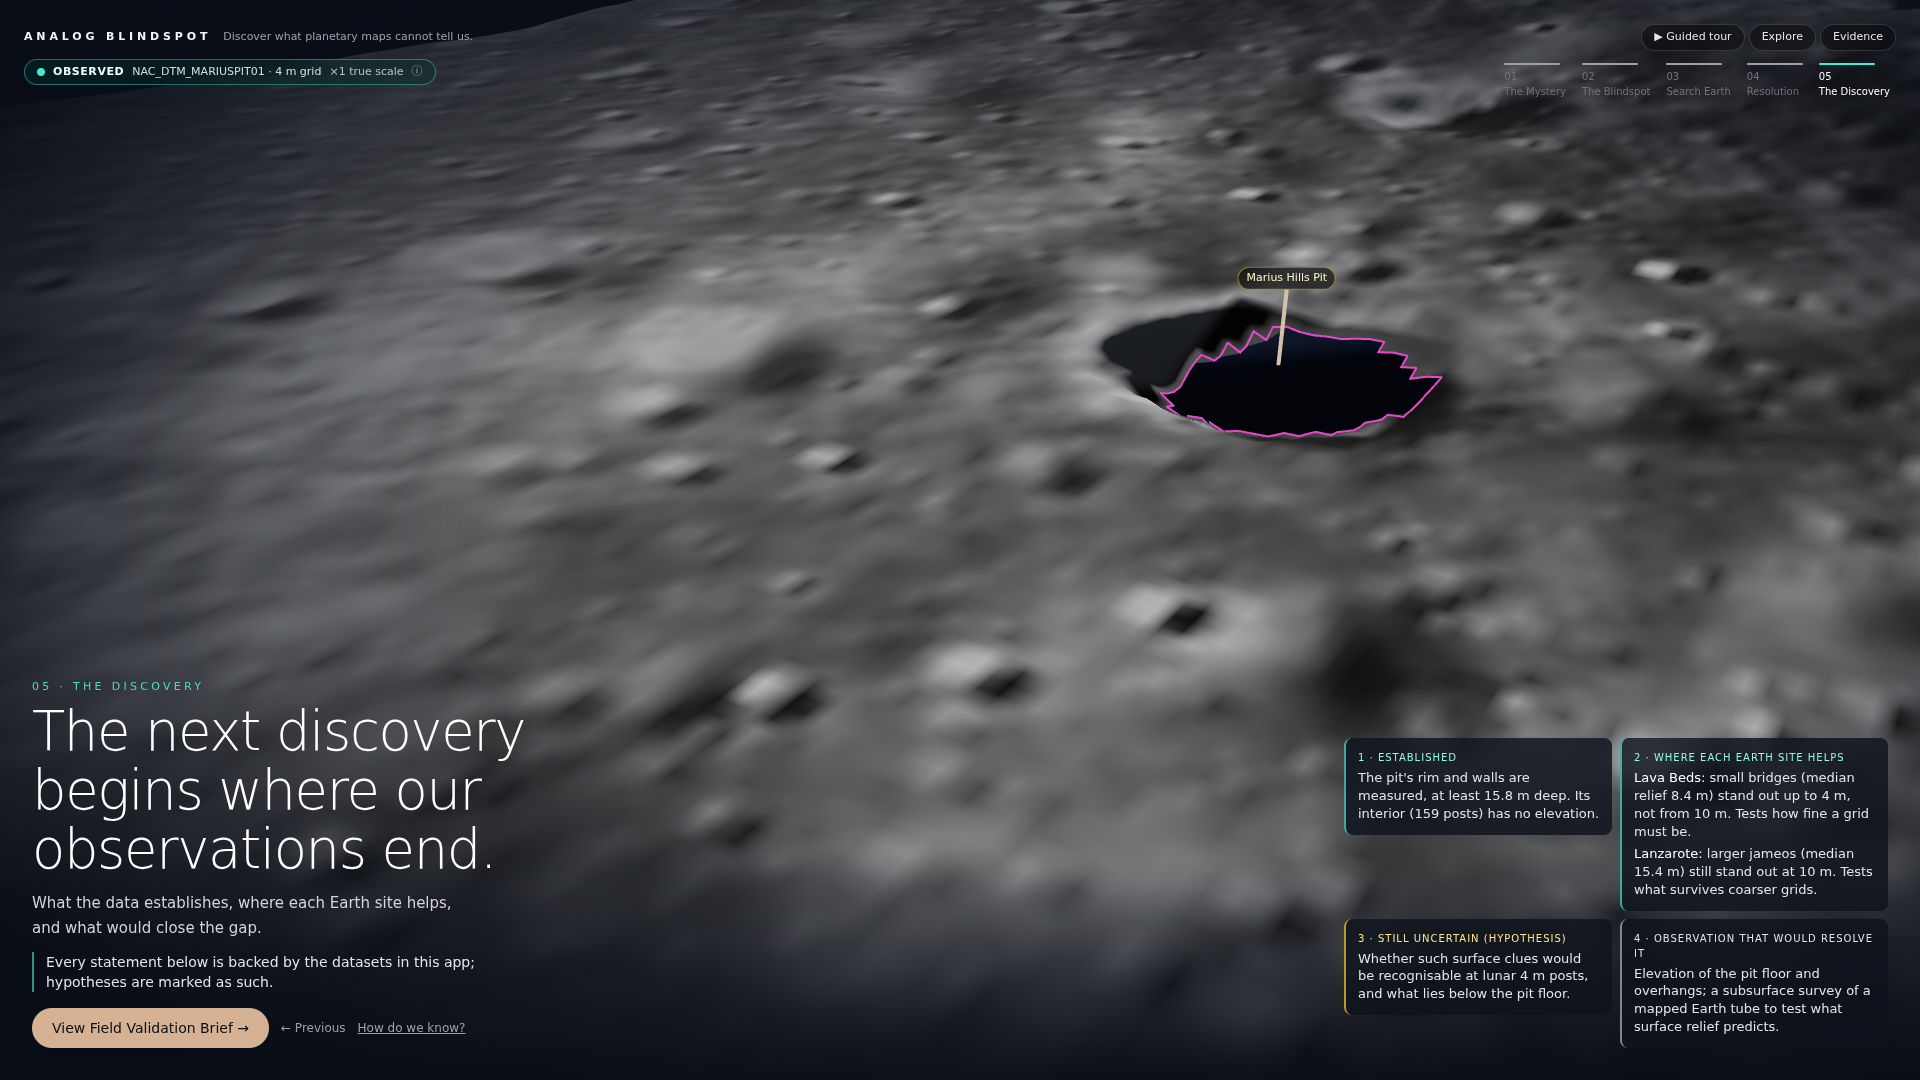 ANALOG BLINDSPOT Discover what planetary maps cannot tell us.
OBSERVED NAC_DTM_MARIUSPIT01 · 4 m grid ×1 true scale ⓘ
▶ Guided tour
Explore
Evidence
01
The Mystery
02
The Blindspot
03
Search Earth
04
Resolution
05
The Discovery
Marius Hills Pit
05 · THE DISCOVERY
The next discovery
begins where our
observations end.
What the data establishes, where each Earth site helps,
and what would close the gap.
Every statement below is backed by the datasets in this app;
hypotheses are marked as such.
View Field Validation Brief →
← Previous
How do we know?
1 · ESTABLISHED
The pit's rim and walls are
measured, at least 15.8 m deep. Its
interior (159 posts) has no elevation.
2 · WHERE EACH EARTH SITE HELPS
Lava Beds: small bridges (median
relief 8.4 m) stand out up to 4 m,
not from 10 m. Tests how fine a grid
must be.
Lanzarote: larger jameos (median
15.4 m) still stand out at 10 m. Tests
what survives coarser grids.
3 · STILL UNCERTAIN (HYPOTHESIS)
Whether such surface clues would
be recognisable at lunar 4 m posts,
and what lies below the pit floor.
4 · OBSERVATION THAT WOULD RESOLVE
IT
Elevation of the pit floor and
overhangs; a subsurface survey of a
mapped Earth tube to test what
surface relief predicts.